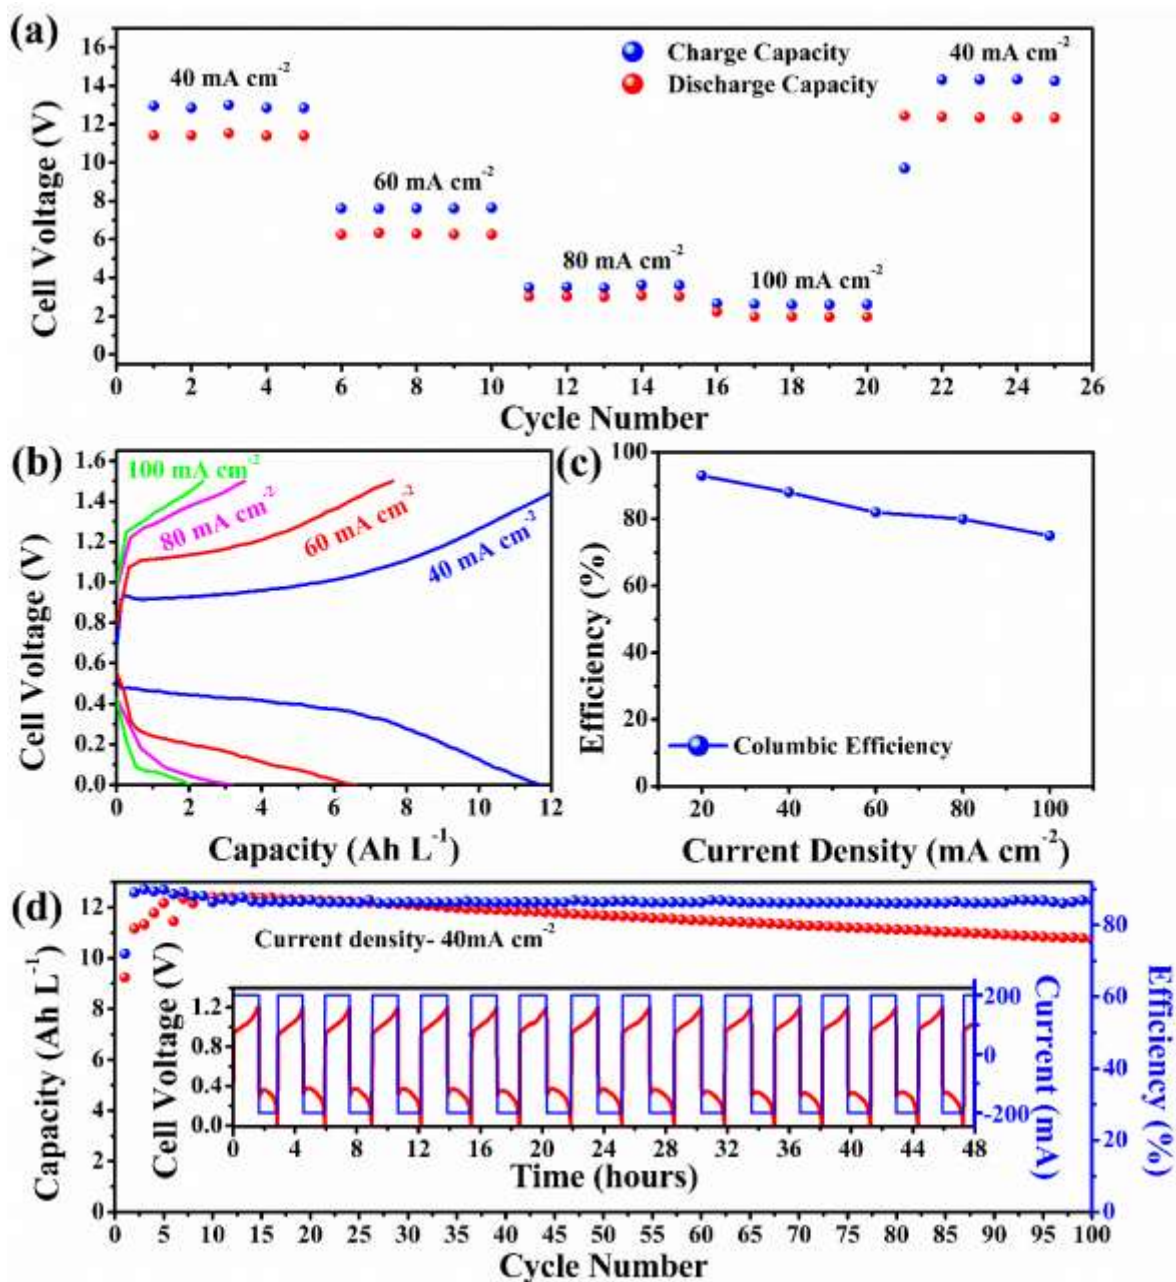 (a)
Cell Voltage (V)
16
14
12
10
8
6
4
2
0
40 mA cm-2
60 mA cm-2
80 mA cm-2
100 mA cm-2
40 mA cm-2
Charge Capacity
Discharge Capacity
0 2 4 6 8 10 12 14 16 18 20 22 24 26
Cycle Number
(b)
Cell Voltage (V)
1.6
1.4
1.2
1.0
0.8
0.6
0.4
0.2
0.0
100 mA cm-2
80 mA cm-2
60 mA cm-2
40 mA cm-2
0 2 4 6 8 10 12
Capacity (Ah L-1)
(c)
Efficiency (%)
100
80
60
40
20
0
Columbic Efficiency
20 40 60 80 100
Current Density (mA cm-2)
(d)
Capacity (Ah L-1)
12
10
8
6
4
2
0
Current density- 40mA cm-2
Cell Voltage (V)
1.2
0.8
0.4
0.0
0 4 8 12 16 20 24 28 32 36 40 44 48
Time (hours)
200
0
-200
Current (mA)
80
60
40
20
0
Efficiency (%)
0 5 10 15 20 25 30 35 40 45 50 55 60 65 70 75 80 85 90 95 100
Cycle Number